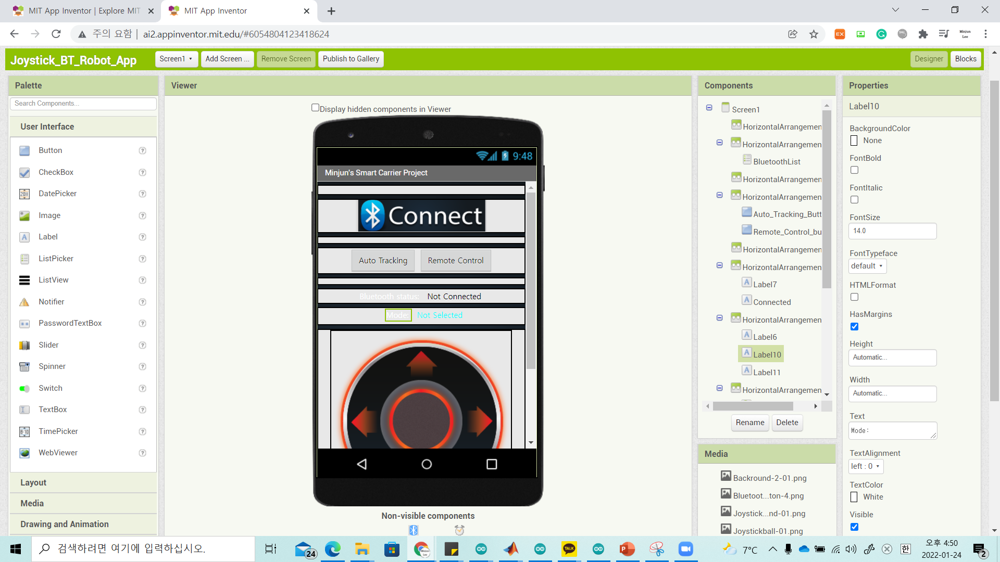 MIT App Inventor | Explore MIT
MIT App Inventor
주의 요함
ai2.appinventor.mit.edu/#6054804123418624
Minjun
Lee
Joystick_BT_Robot_App
Screen1
Add Screen ...
Remove Screen
Publish to Gallery
Designer
Blocks
Palette
Search Components...
User Interface
Button
CheckBox
DatePicker
Image
Label
ListPicker
ListView
Notifier
PasswordTextBox
Slider
Spinner
Switch
TextBox
TimePicker
WebViewer
Layout
Media
Drawing and Animation
Viewer
Display hidden components in Viewer
9:48
Minjun's Smart Carrier Project
Connect
Auto Tracking
Remote Control
Bluetooth status:
Not Connected
Mode:
Not Selected
Non-visible components
Components
Screen1
HorizontalArrangemen
HorizontalArrangemen
BluetoothList
HorizontalArrangemen
HorizontalArrangemen
Auto_Tracking_Butt
Remote_Control_bu
HorizontalArrangemen
HorizontalArrangemen
Label7
Connected
HorizontalArrangemen
Label6
Label10
Label11
HorizontalArrangemen
Rename
Delete
Media
Backround-2-01.png
Bluetoot...ton-4.png
Joystick...nd-01.png
Joystickball-01.png
Properties
Label10
BackgroundColor
None
FontBold
FontItalic
FontSize
14.0
FontTypeface
default
HTMLFormat
HasMargins
Height
Automatic...
Width
Automatic...
Text
Mode:
TextAlignment
left : 0
TextColor
White
Visible
검색하려면 여기에 입력하십시오.
24
TALK
7°C
한
오후 4:50
2022-01-24
2